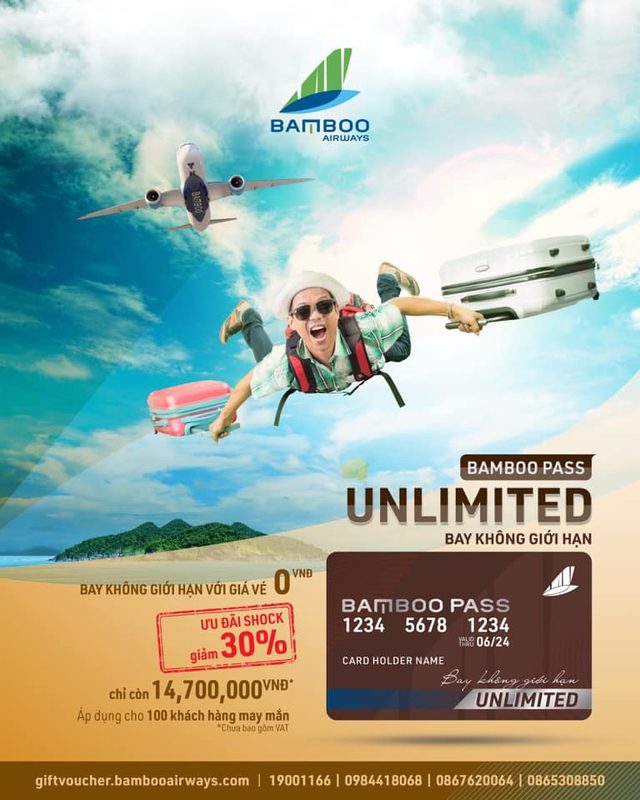 BAMBOO
AIRWAYS
BAMBOO
BAMBOO PASS
UNLIMITED
BAY KHÔNG GIỚI HẠN
BAY KHÔNG GIỚI HẠN VỚI GIÁ VÉ 0VNĐ
ƯU ĐÃI SHOCK
giảm 30%
chỉ còn 14,700,000VNĐ*
Áp dụng cho 100 khách hàng may mắn
*Chưa bao gồm VAT
BAMBOO PASS
1234 5678 1234
VALID THRU 06/24
CARD HOLDER NAME
Bay không giới hạn
UNLIMITED
giftvoucher.bambooairways.com | 19001166 | 0984418068 | 0867620064 | 0865308850